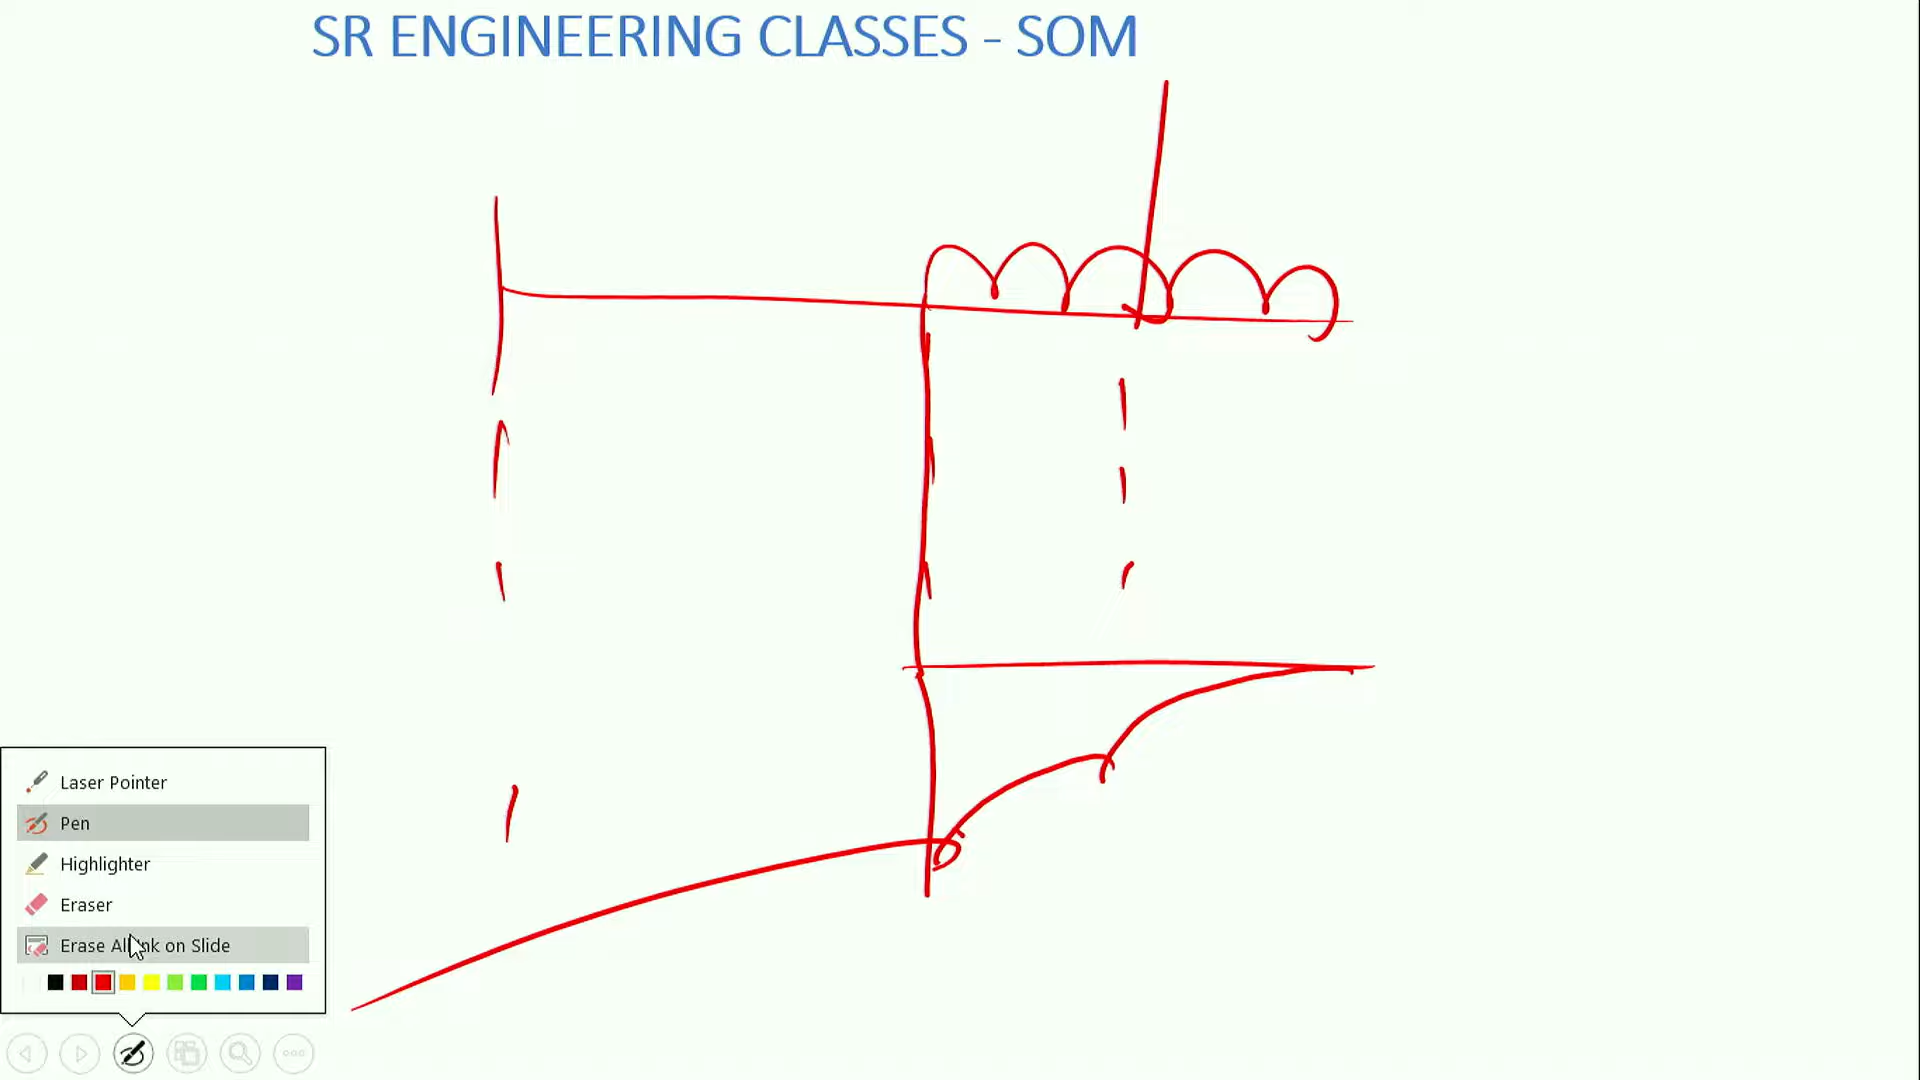 SR ENGINEERING CLASSES - SOM
Laser Pointer
Pen
Highlighter
Eraser
Erase All Ink on Slide